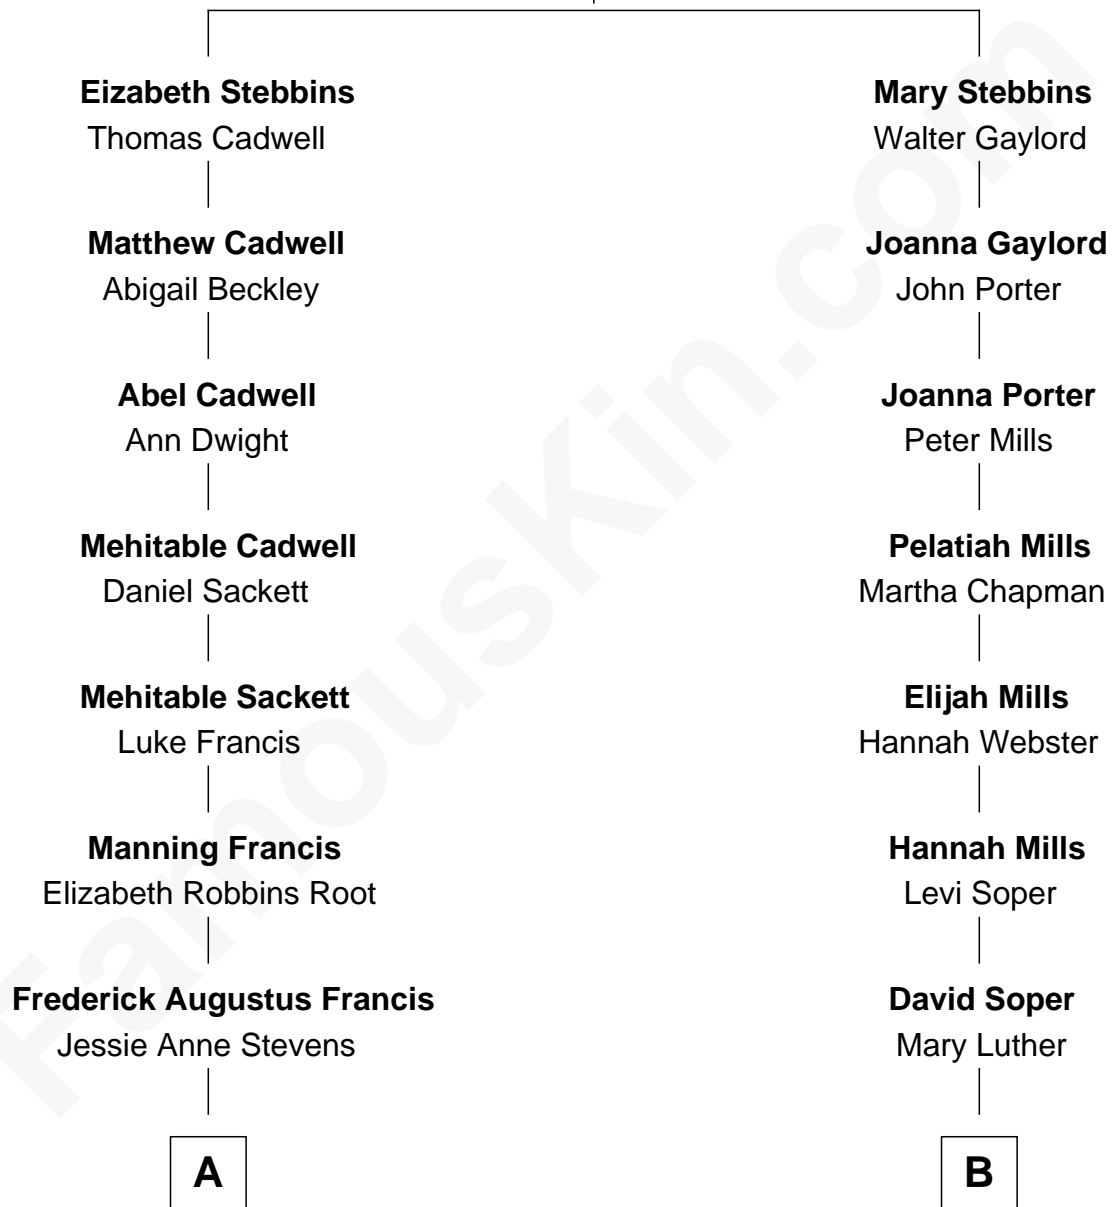 Eizabeth Stebbins
Thomas Cadwell
Matthew Cadwell
Abigail Beckley
Abel Cadwell
Ann Dwight
Mehitable Cadwell
Daniel Sackett
Mehitable Sackett
Luke Francis
Manning Francis
Elizabeth Robbins Root
Frederick Augustus Francis
Jessie Anne Stevens
A
Mary Stebbins
Walter Gaylord
Joanna Gaylord
John Porter
Joanna Porter
Peter Mills
Pelatiah Mills
Martha Chapman
Elijah Mills
Hannah Webster
Hannah Mills
Levi Soper
David Soper
Mary Luther
B
FamousKin.com